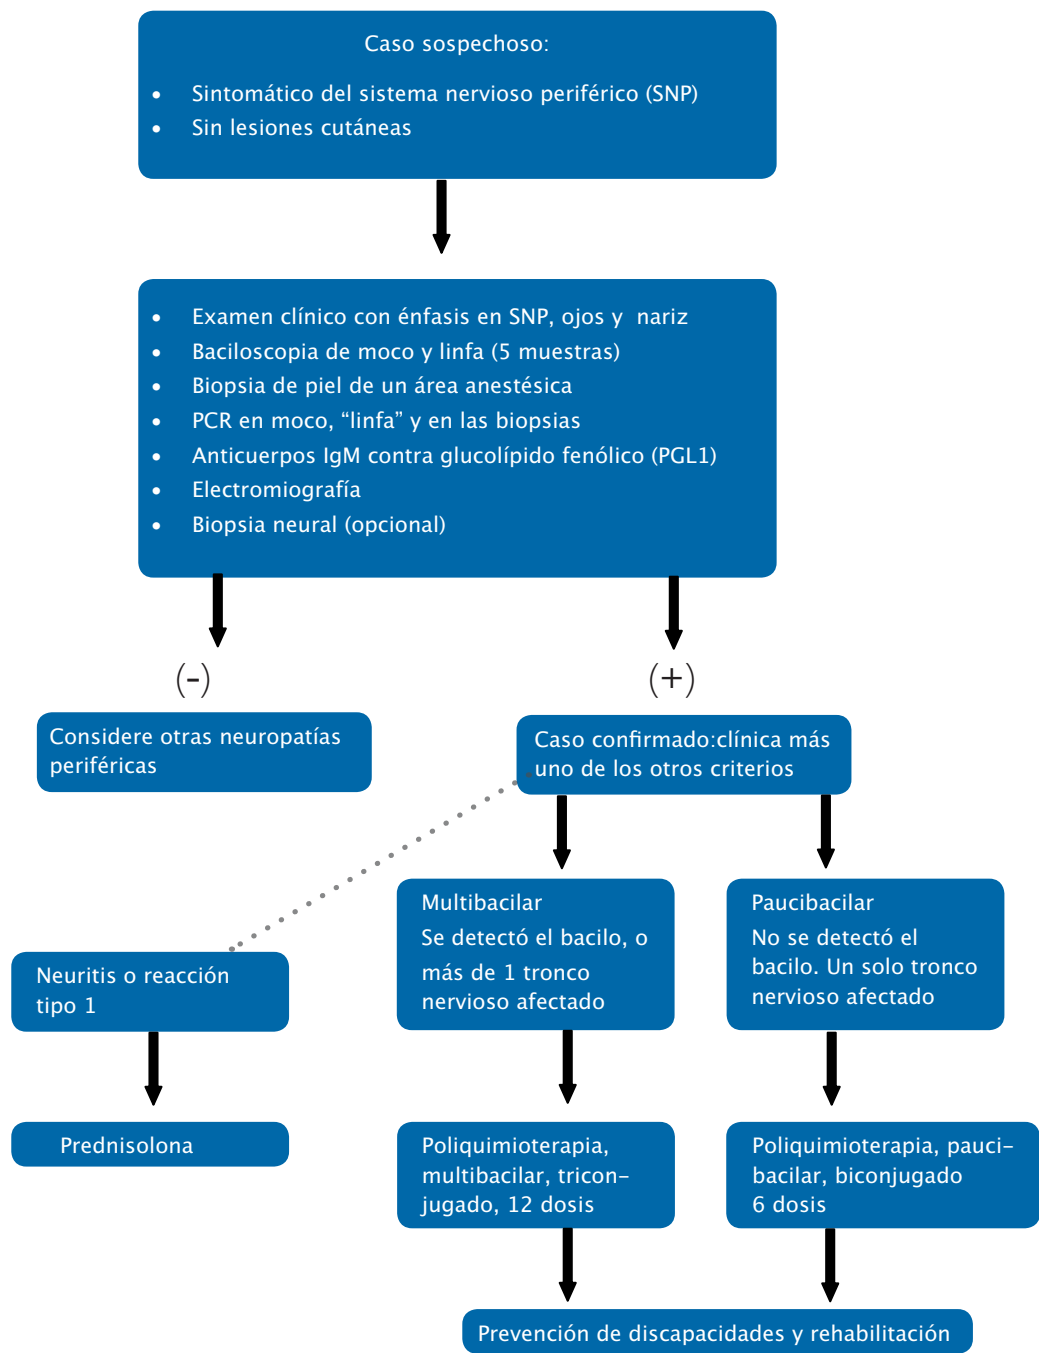 Caso sospechoso:
• Sintomático del sistema nervioso periférico (SNP)
• Sin lesiones cutáneas
• Examen clínico con énfasis en SNP, ojos y nariz
• Baciloscopia de moco y linfa (5 muestras)
• Biopsia de piel de un área anestésica
• PCR en moco, “linfa” y en las biopsias
• Anticuerpos IgM contra glucolípido fenólico (PGL1)
• Electromiografía
• Biopsia neural (opcional)
(-)
(+)
Considere otras neuropatías
periféricas
Caso confirmado:clínica más
uno de los otros criterios
Neuritis o reacción
tipo 1
Prednisolona
Multibacilar
Se detectó el bacilo, o
más de 1 tronco
nervioso afectado
Paucibacilar
No se detectó el
bacilo. Un solo tronco
nervioso afectado
Poliquimioterapia,
multibacilar, tricon-
jugado, 12 dosis
Poliquimioterapia, pauci-
bacilar, biconjugado
6 dosis
Prevención de discapacidades y rehabilitación